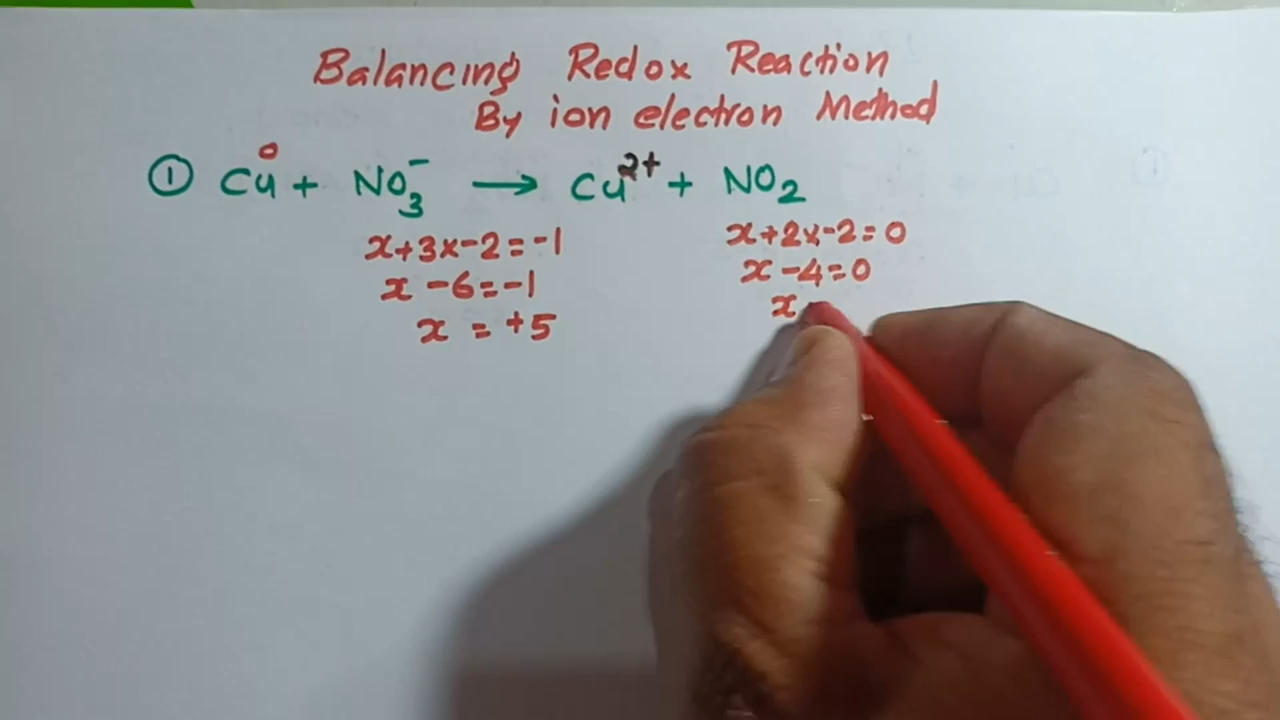 Balancing Redox Reaction
By ion electron Method
① Cu⁰ + NO₃⁻ → Cu²⁺ + NO₂
x+3x-2=-1
x+2x-2=0
x -6=-1
x -4=0
x = +5
x